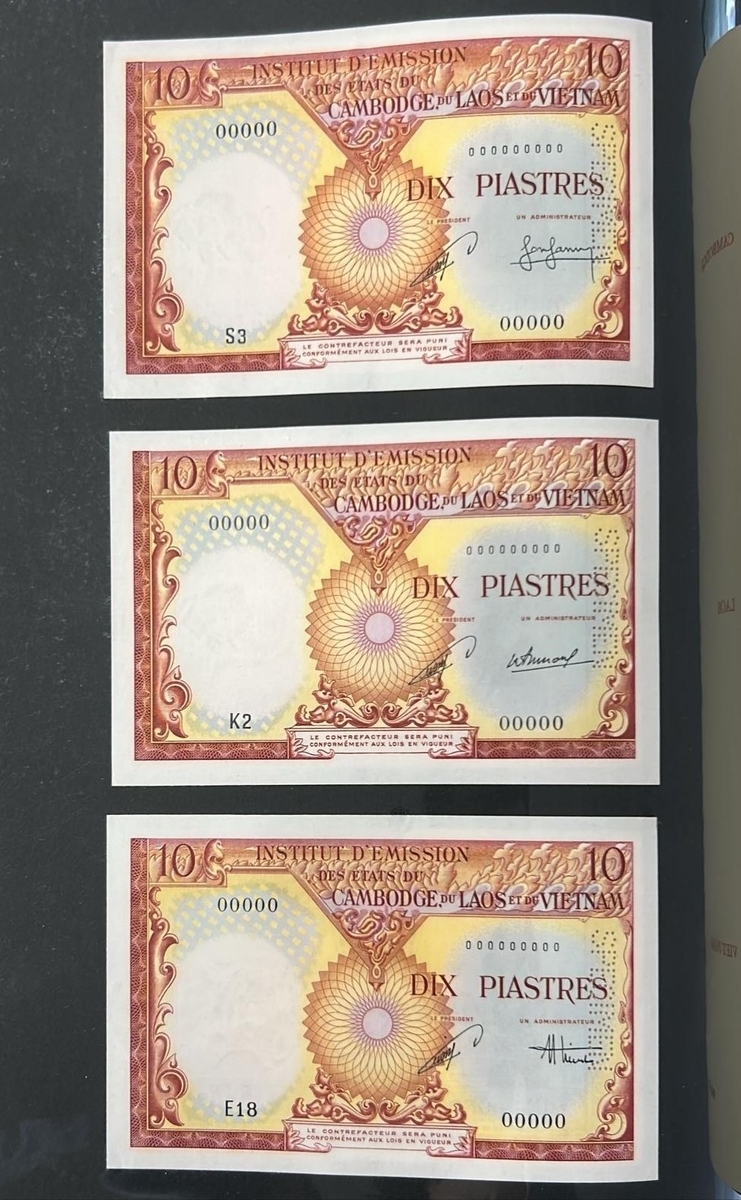 10 INSTITUT D'EMISSION 10
DES ETATS DU
CAMBODGE, DU LAOS ET DU VIETNAM
00000
000000000
DIX PIASTRES
LE PRESIDENT UN ADMINISTRATEUR
00000
S3
LE CONTREFACTEUR SERA PUNI
CONFORMÉMENT AUX LOIS EN VIGUEUR
10 INSTITUT D'EMISSION 10
DES ETATS DU
CAMBODGE, DU LAOS ET DU VIETNAM
00000
000000000
DIX PIASTRES
LE PRESIDENT UN ADMINISTRATEUR
K2
00000
LE CONTREFACTEUR SERA PUNI
CONFORMÉMENT AUX LOIS EN VIGUEUR
10 INSTITUT D'EMISSION 10
DES ETATS DU
CAMBODGE, DU LAOS ET DU VIETNAM
00000
000000000
DIX PIASTRES
LE PRESIDENT UN ADMINISTRATEUR
E18
00000
LE CONTREFACTEUR SERA PUNI
CONFORMÉMENT AUX LOIS EN VIGUEUR
CAMBODGE
LAOS
VIETNAM